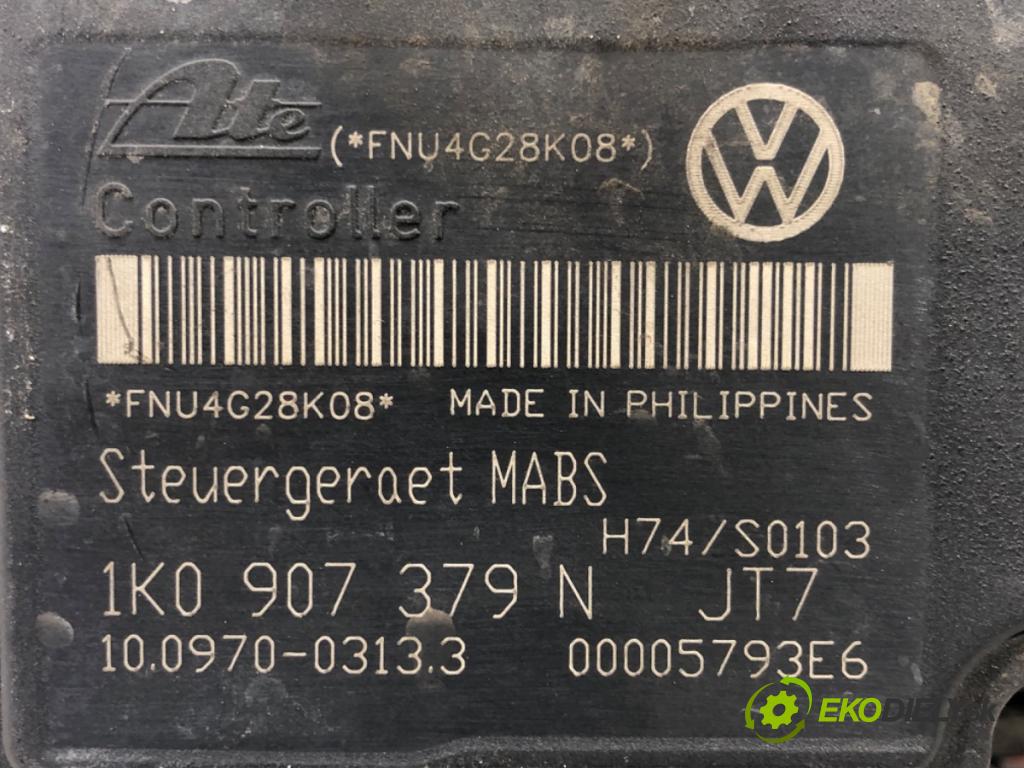 Ate (*FNU4G28K08*)
Controller
*FNU4G28K08* MADE IN PHILIPPINES
Steuergeraet MABS
H74/S0103
1K0 907 379 N JT7
10.0970-0313.3 00005793E6